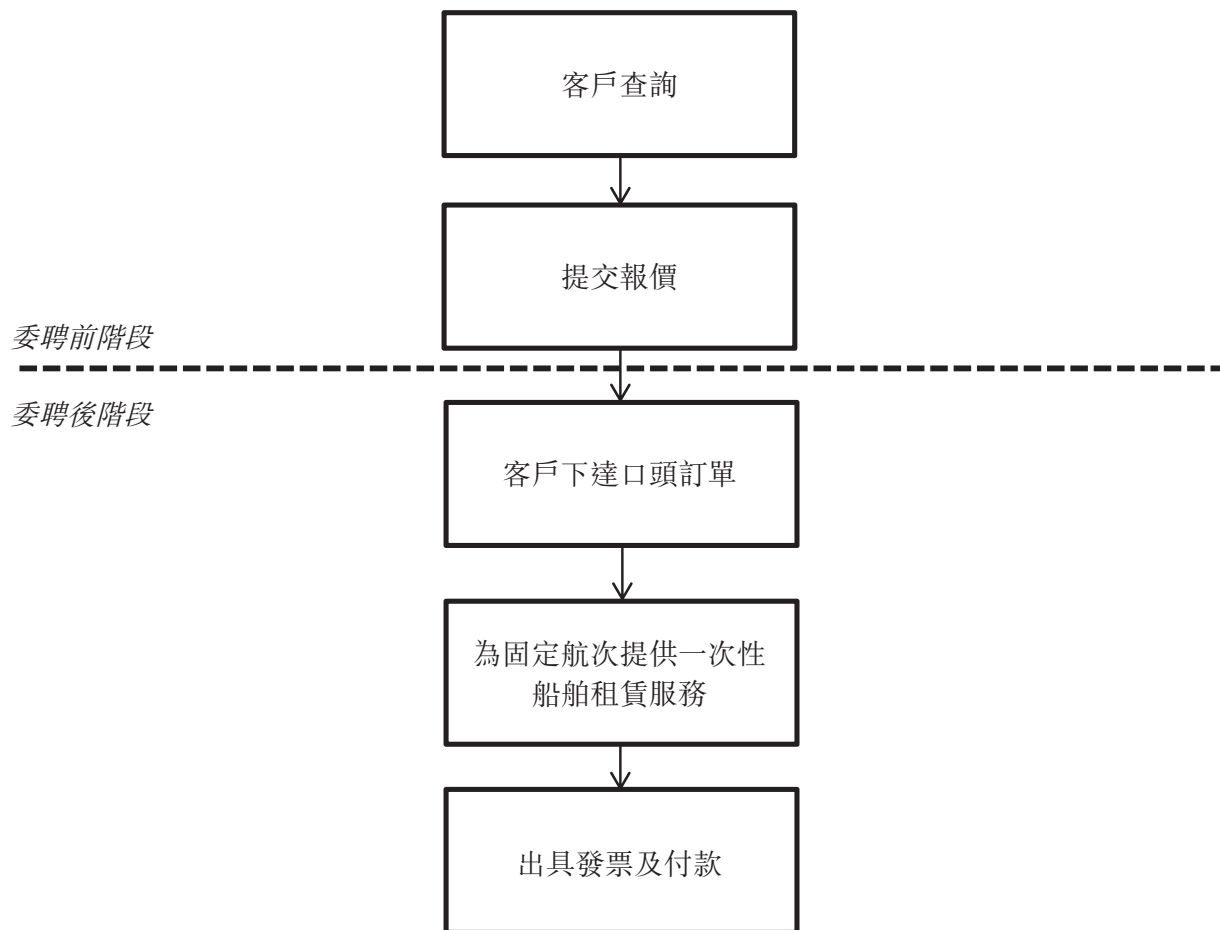 客戶查詢
提交報價
委聘前階段
委聘後階段
客戶下達口頭訂單
為固定航次提供一次性
船舶租賃服務
出具發票及付款